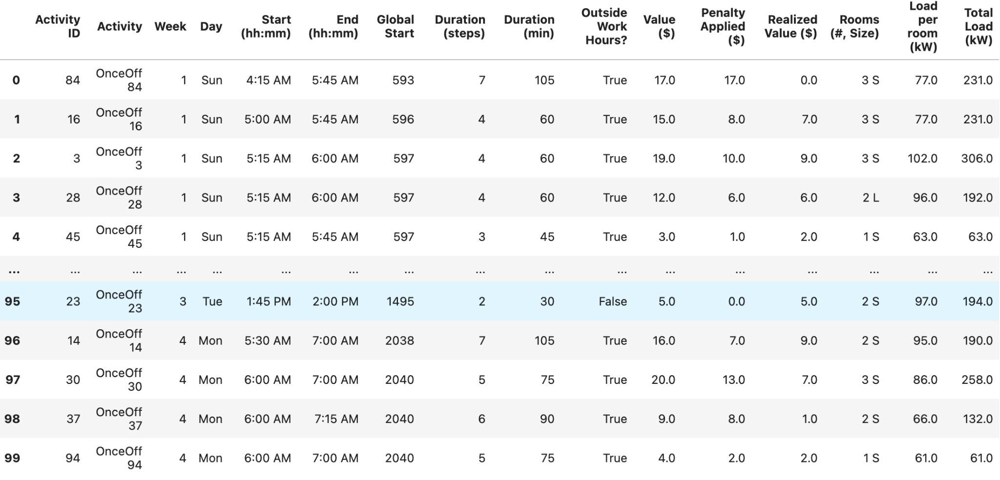 Activity ID Activity Week Day Start (hh:mm) End (hh:mm) Global Start Duration (steps) Duration (min) Outside Work Hours? Value ($) Penalty Applied ($) Realized Value ($) Rooms (#, Size) Load per room (kW) Total Load (kW)
0 84 OnceOff 84 1 Sun 4:15 AM 5:45 AM 593 7 105 True 17.0 17.0 0.0 3 S 77.0 231.0
1 16 OnceOff 16 1 Sun 5:00 AM 5:45 AM 596 4 60 True 15.0 8.0 7.0 3 S 77.0 231.0
2 3 OnceOff 3 1 Sun 5:15 AM 6:00 AM 597 4 60 True 19.0 10.0 9.0 3 S 102.0 306.0
3 28 OnceOff 28 1 Sun 5:15 AM 6:00 AM 597 4 60 True 12.0 6.0 6.0 2 L 96.0 192.0
4 45 OnceOff 45 1 Sun 5:15 AM 5:45 AM 597 3 45 True 3.0 1.0 2.0 1 S 63.0 63.0
... ... ... ... ... ... ... ... ... ... ... ... ... ... ... ... ...
95 23 OnceOff 23 3 Tue 1:45 PM 2:00 PM 1495 2 30 False 5.0 0.0 5.0 2 S 97.0 194.0
96 14 OnceOff 14 4 Mon 5:30 AM 7:00 AM 2038 7 105 True 16.0 7.0 9.0 2 S 95.0 190.0
97 30 OnceOff 30 4 Mon 6:00 AM 7:00 AM 2040 5 75 True 20.0 13.0 7.0 3 S 86.0 258.0
98 37 OnceOff 37 4 Mon 6:00 AM 7:15 AM 2040 6 90 True 9.0 8.0 1.0 2 S 66.0 132.0
99 94 OnceOff 94 4 Mon 6:00 AM 7:00 AM 2040 5 75 True 4.0 2.0 2.0 1 S 61.0 61.0